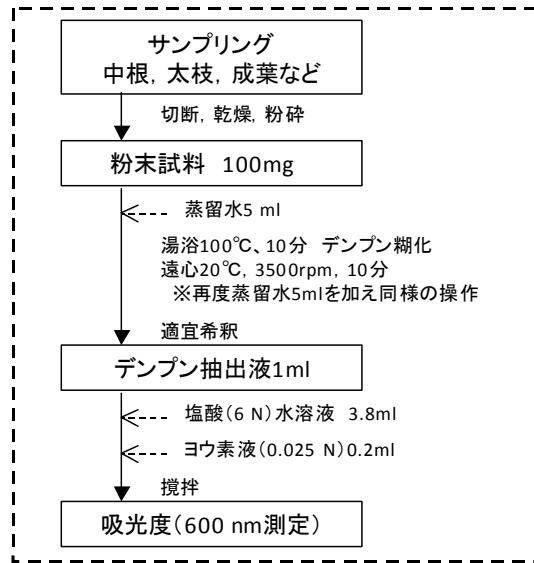 サンプリング
中根, 太枝, 成葉など
切断, 乾燥, 粉砕
粉末試料 100mg
蒸留水5 ml
湯浴100℃、10分 デンプン糊化
遠心20℃, 3500rpm, 10分
※再度蒸留水5mlを加え同様の操作
適宜希釈
デンプン抽出液1ml
塩酸(6 N)水溶液 3.8ml
ヨウ素液(0.025 N)0.2ml
撹拌
吸光度(600 nm測定)